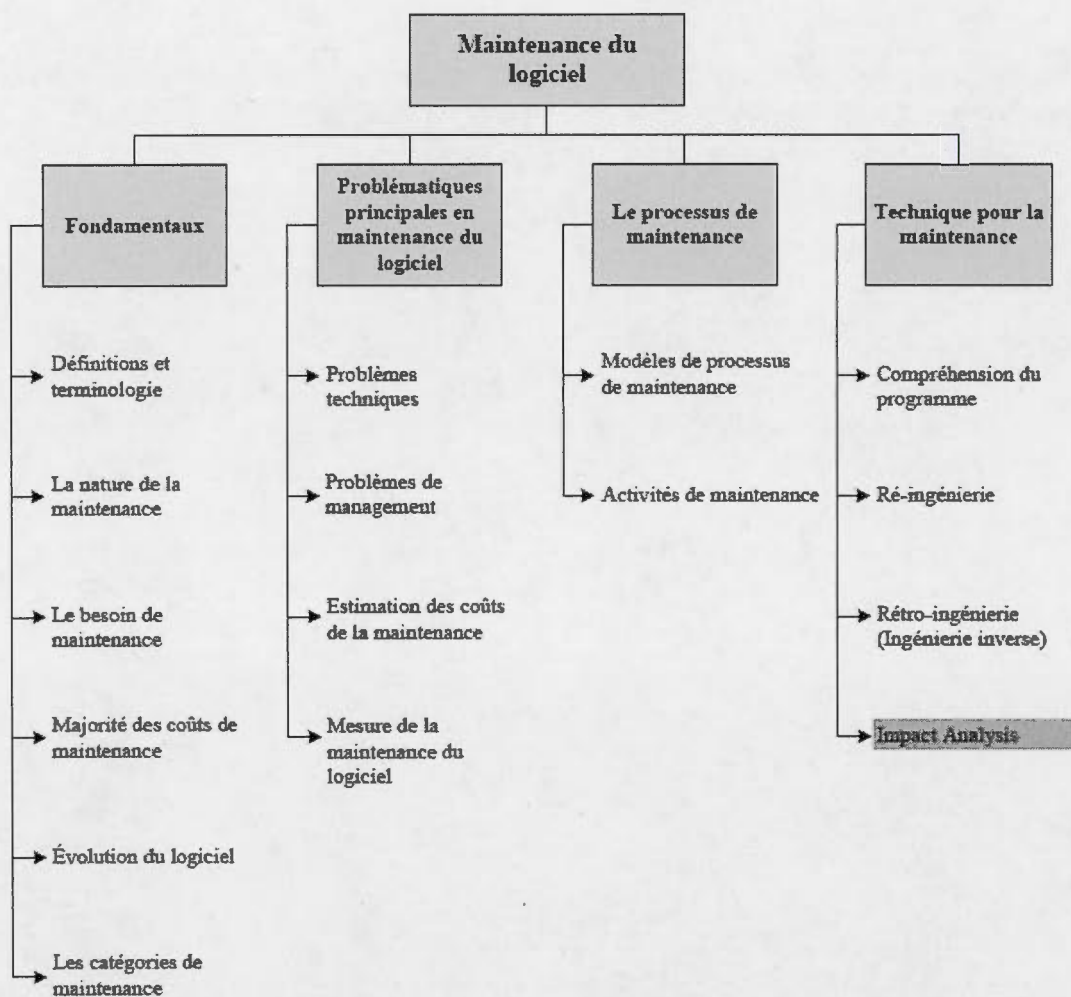 Maintenance du
logiciel
Fondamentaux
Problématiques
principales en
maintenance du
logiciel
Le processus de
maintenance
Technique pour la
maintenance
Définitions et
terminologie
La nature de la
maintenance
Le besoin de
maintenance
Majorité des coûts de
maintenance
Évolution du logiciel
Les catégories de
maintenance
Problèmes
techniques
Problèmes de
management
Estimation des coûts
de la maintenance
Mesure de la
maintenance du
logiciel
Modèles de processus
de maintenance
Activités de maintenance
Compréhension du
programme
Ré-ingénierie
Rétro-ingénierie
(Ingénierie inverse)
Impact Analysis